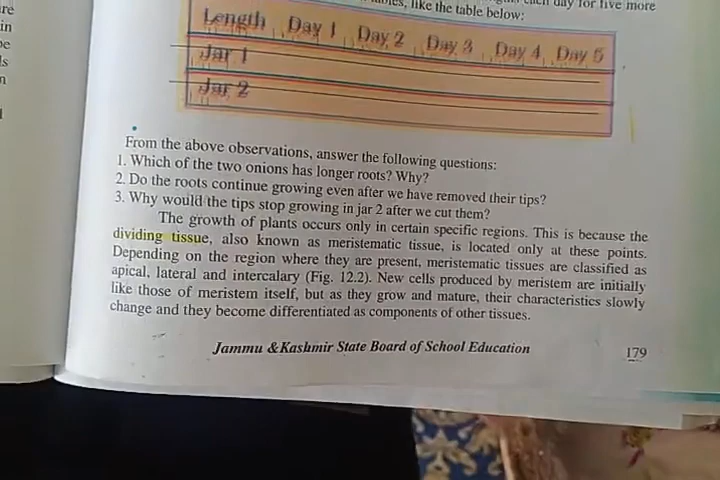 re
in
like the table below:
day for five more
Length Day 1 Day 2 Day 3 Day 4 Day 5
Jar 1
Jar 2
From the above observations, answer the following questions:
1. Which of the two onions has longer roots? Why?
2. Do the roots continue growing even after we have removed their tips?
3. Why would the tips stop growing in jar 2 after we cut them?
The growth of plants occurs only in certain specific regions. This is because the
dividing tissue, also known as meristematic tissue, is located only at these points.
Depending on the region where they are present, meristematic tissues are classified as
apical, lateral and intercalary (Fig. 12.2). New cells produced by meristem are initially
like those of meristem itself, but as they grow and mature, their characteristics slowly
change and they become differentiated as components of other tissues.
Jammu & Kashmir State Board of School Education
179